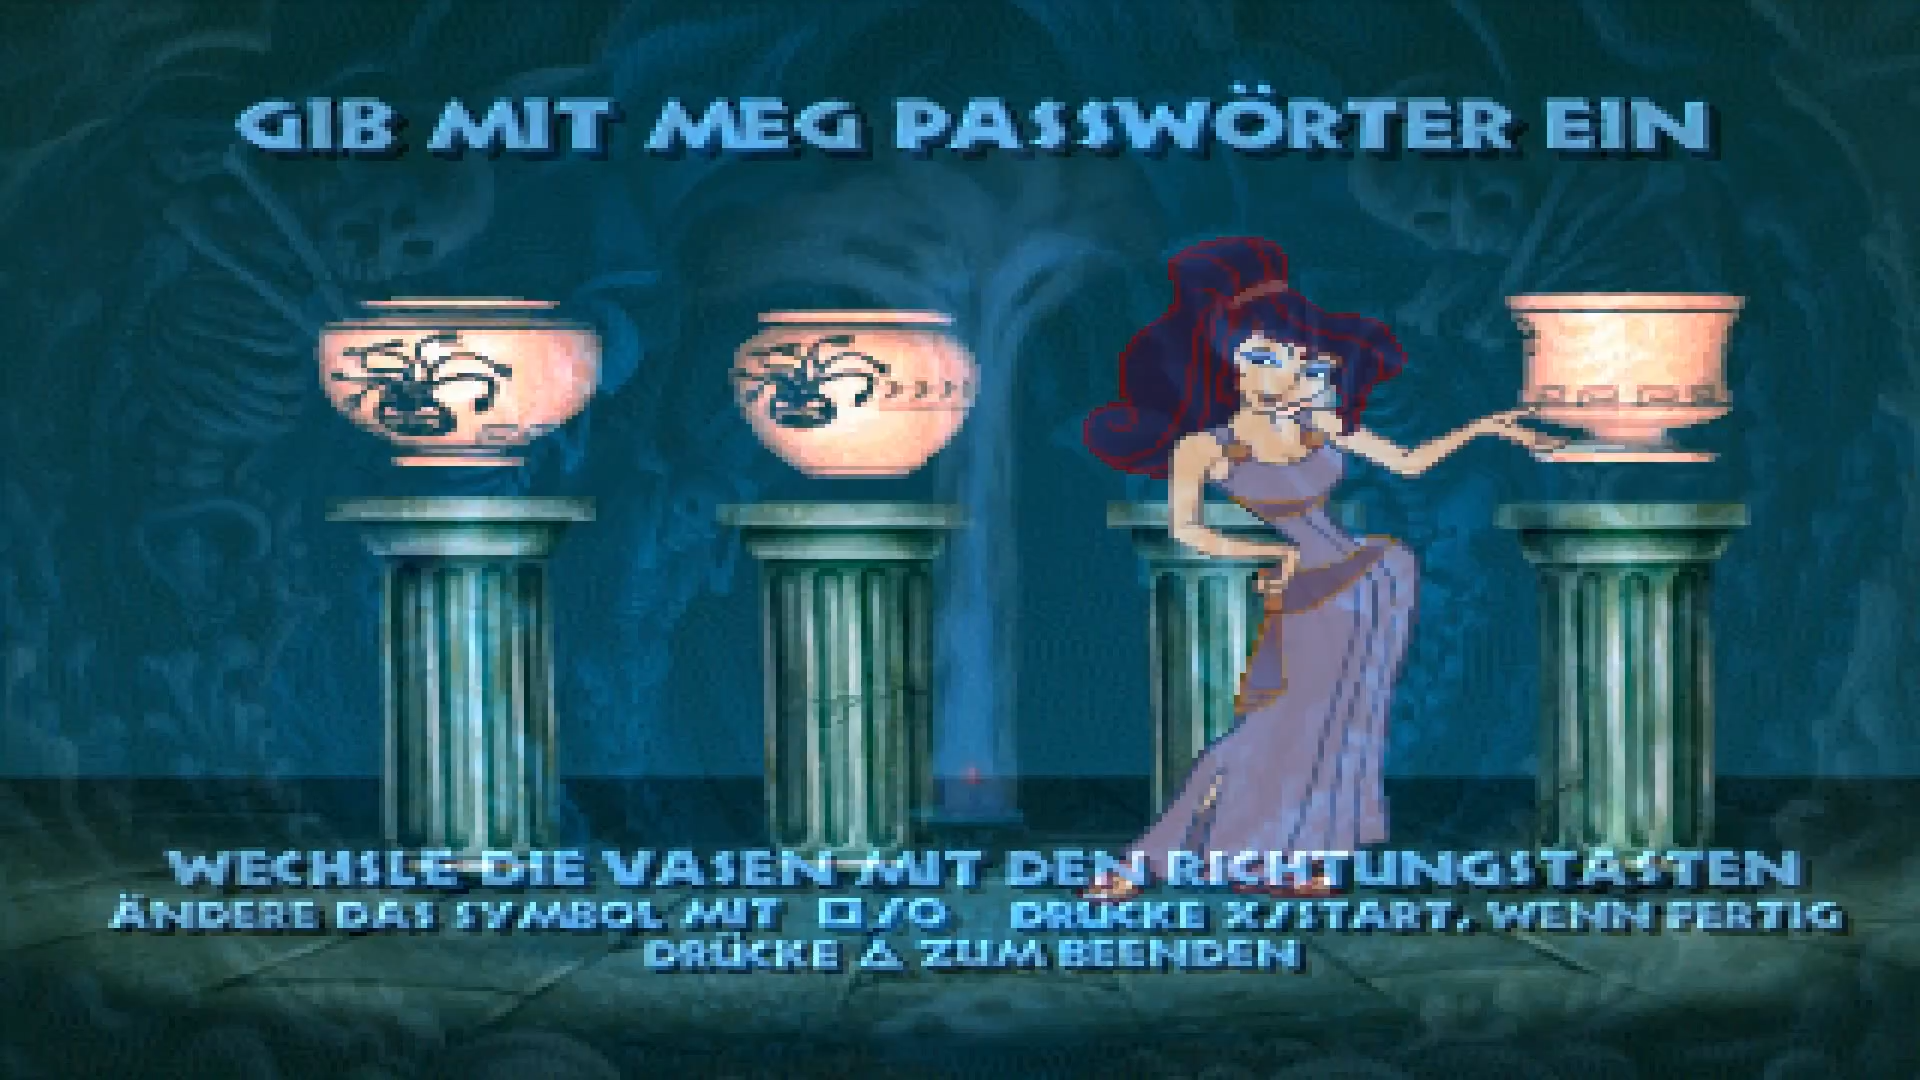 GIB MIT MEG PASSWÖRTER EIN
WECHSLE DIE VASEN MIT DEN RICHTUNGSTASTEN
ÄNDERE DAS SYMBOL MIT □/O DRÜCKE X/START, WENN FERTIG
DRÜCKE △ ZUM BEENDEN